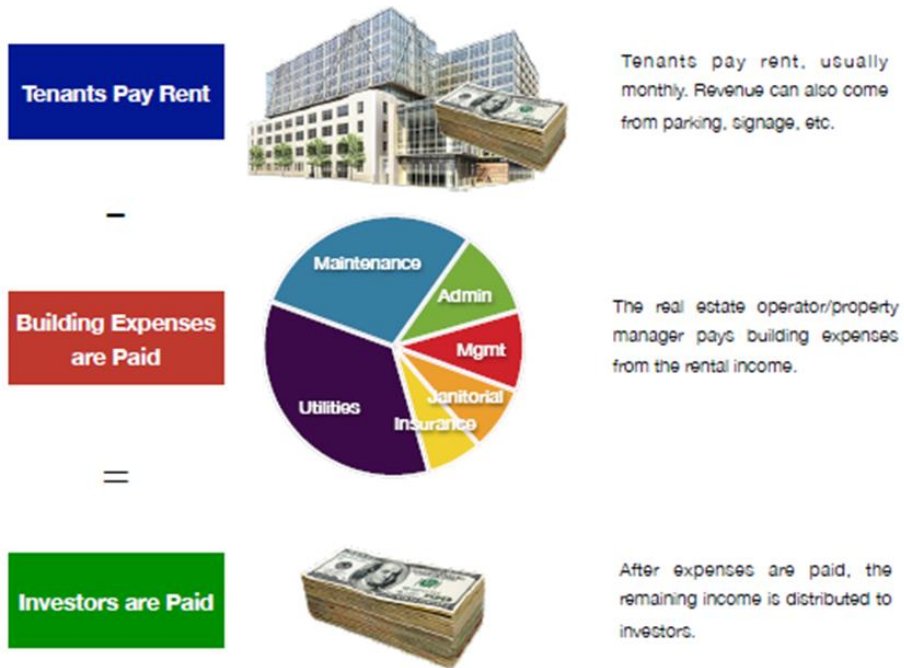 Tenants Pay Rent
Tenants pay rent, usually
monthly. Revenue can also come
from parking, signage, etc.
–
Maintenance
Admin
Mgmt
Janitorial
Insurance
Utilities
Building Expenses
are Paid
The real estate operator/property
manager pays building expenses
from the rental income.
=
Investors are Paid
After expenses are paid, the
remaining income is distributed to
investors.